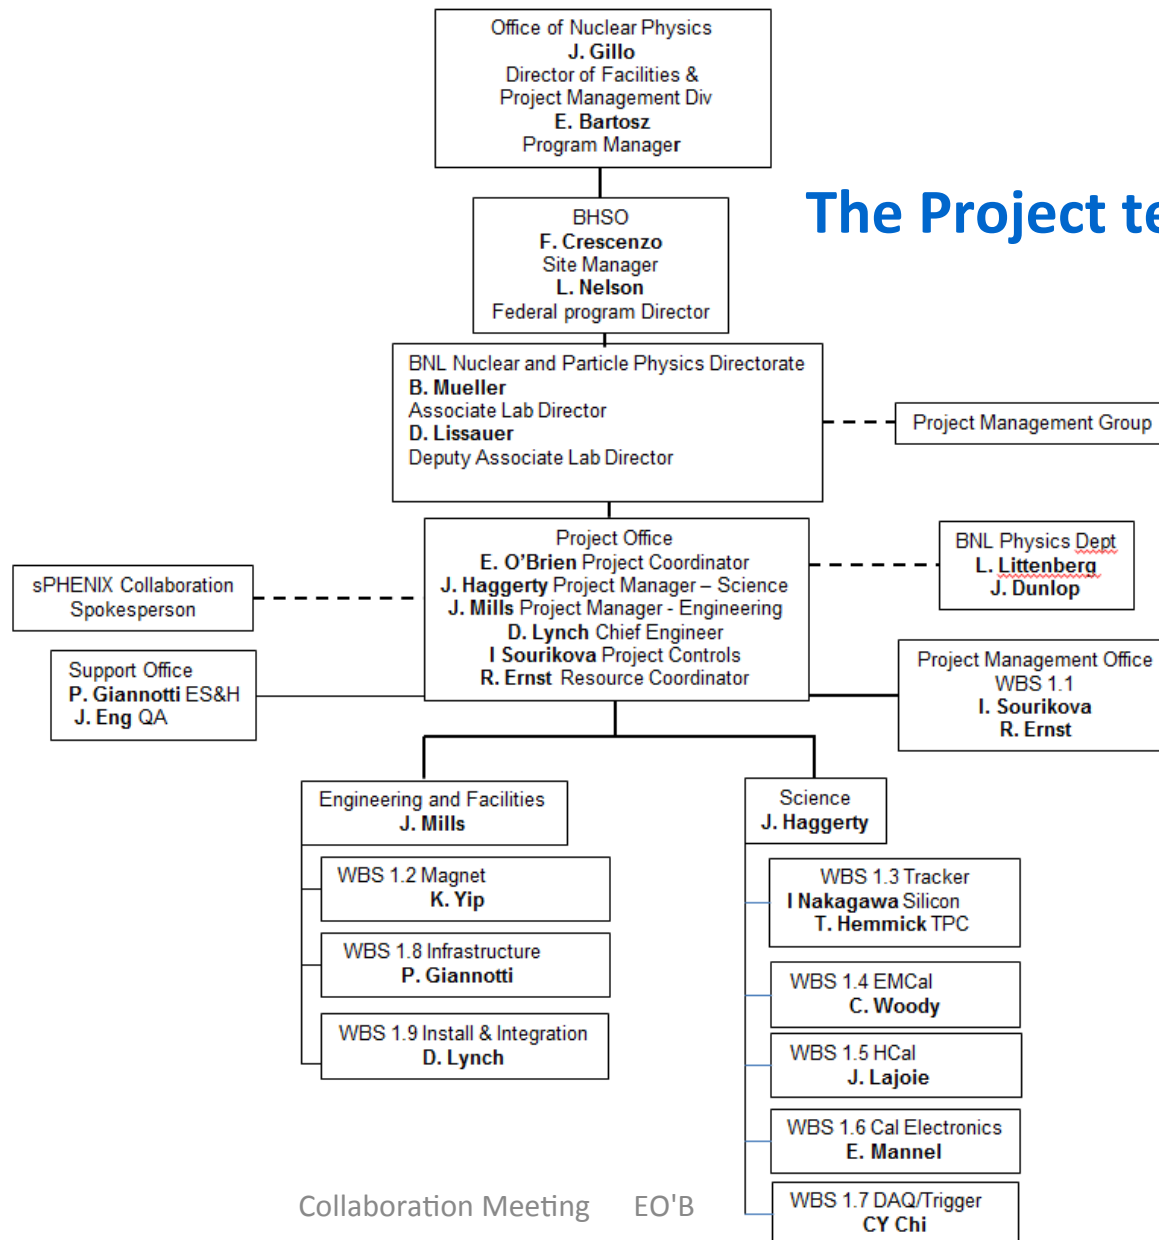 Office of Nuclear Physics
J. Gillo
Director of Facilities &
Project Management Div
E. Bartosz
Program Manager
The Project te
BHSO
F. Crescenzo
Site Manager
L. Nelson
Federal program Director
BNL Nuclear and Particle Physics Directorate
B. Mueller
Associate Lab Director
D. Lissauer
Deputy Associate Lab Director
Project Management Group
Project Office
E. O’Brien Project Coordinator
J. Haggerty Project Manager – Science
J. Mills Project Manager - Engineering
D. Lynch Chief Engineer
I Sourikova Project Controls
R. Ernst Resource Coordinator
BNL Physics Dept
L. Littenberg
J. Dunlop
sPHENIX Collaboration
Spokesperson
Support Office
P. Giannotti ES&H
J. Eng QA
Project Management Office
WBS 1.1
I. Sourikova
R. Ernst
Engineering and Facilities
J. Mills
WBS 1.2 Magnet
K. Yip
WBS 1.8 Infrastructure
P. Giannotti
WBS 1.9 Install & Integration
D. Lynch
Science
J. Haggerty
WBS 1.3 Tracker
I Nakagawa Silicon
T. Hemmick TPC
WBS 1.4 EMCal
C. Woody
WBS 1.5 HCal
J. Lajoie
WBS 1.6 Cal Electronics
E. Mannel
WBS 1.7 DAQ/Trigger
CY Chi
Collaboration Meeting EO'B